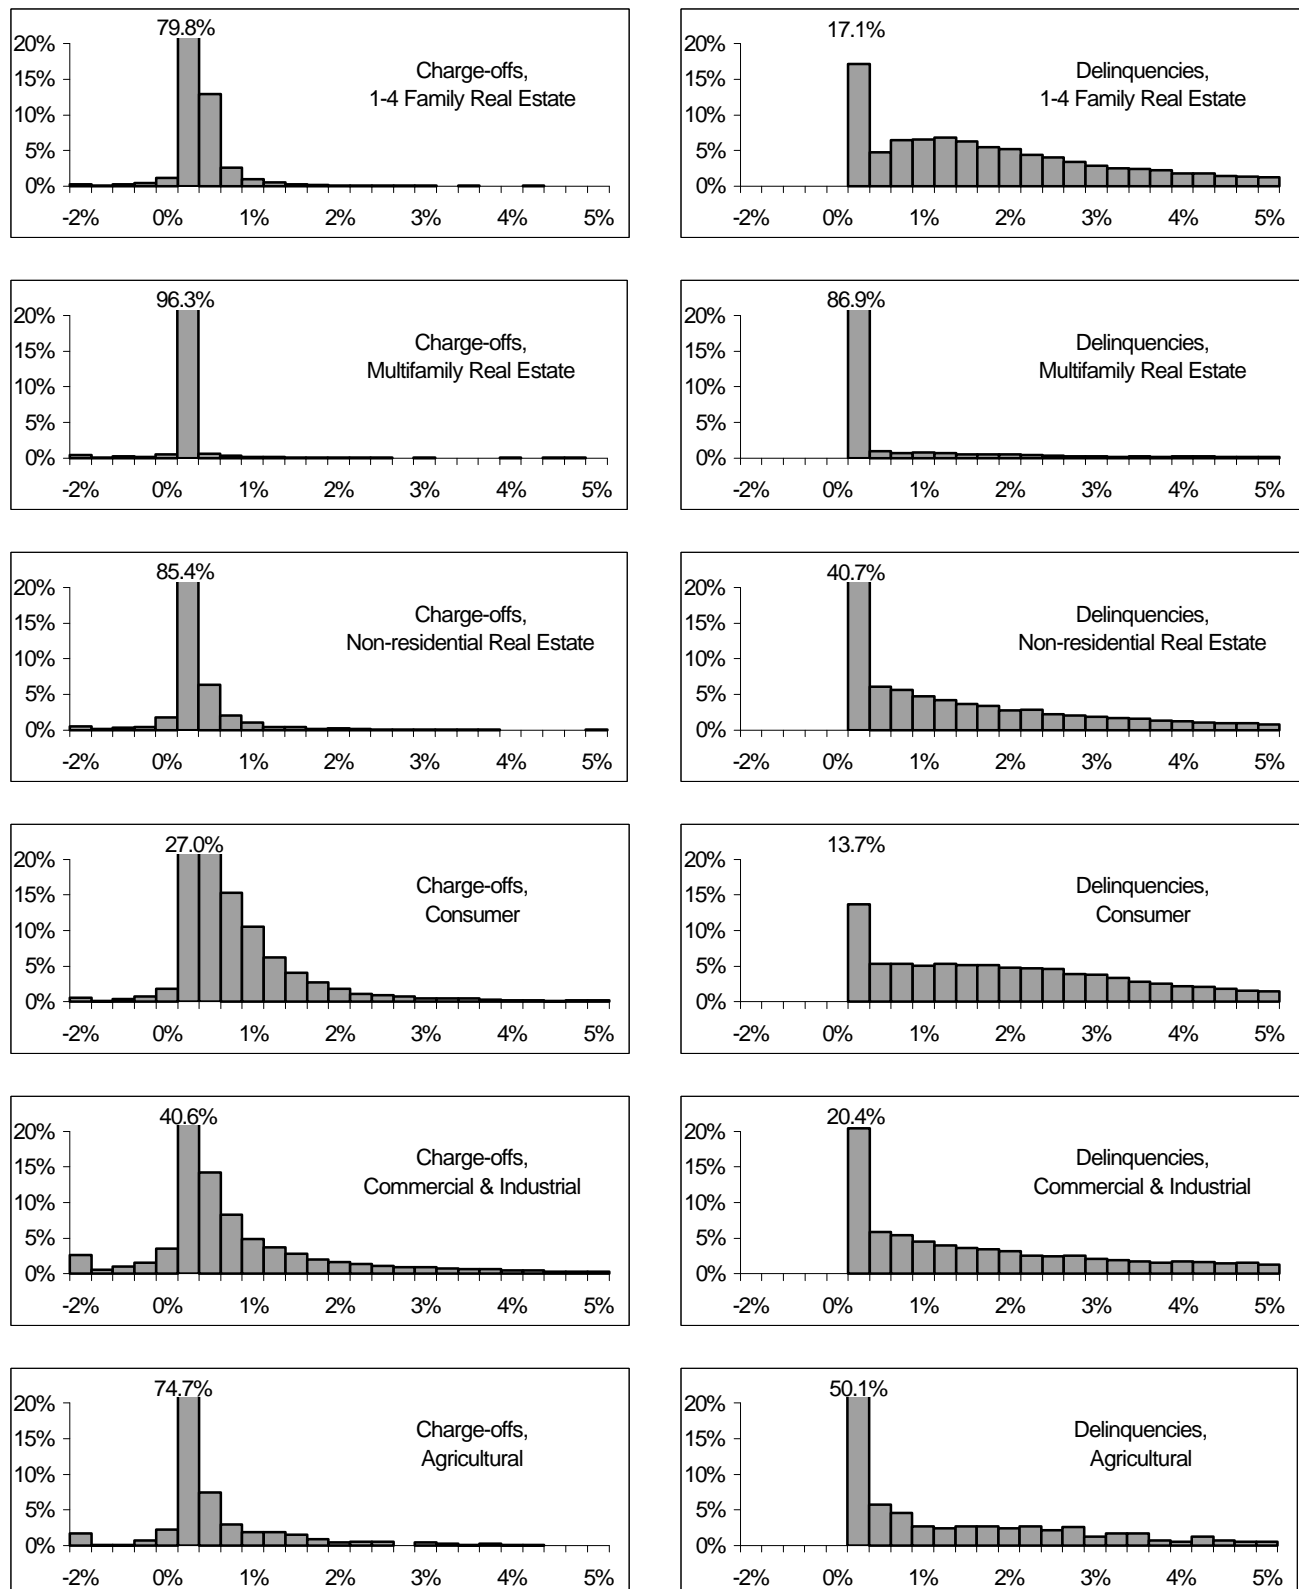 79.8%
20%
15%
10%
5%
0%
Charge-offs,
1-4 Family Real Estate
-2% 0% 1% 2% 3% 4% 5%
17.1%
20%
15%
10%
5%
0%
Delinquencies,
1-4 Family Real Estate
-2% 0% 1% 2% 3% 4% 5%
96.3%
20%
15%
10%
5%
0%
Charge-offs,
Multifamily Real Estate
-2% 0% 1% 2% 3% 4% 5%
86.9%
20%
15%
10%
5%
0%
Delinquencies,
Multifamily Real Estate
-2% 0% 1% 2% 3% 4% 5%
85.4%
20%
15%
10%
5%
0%
Charge-offs,
Non-residential Real Estate
-2% 0% 1% 2% 3% 4% 5%
40.7%
20%
15%
10%
5%
0%
Delinquencies,
Non-residential Real Estate
-2% 0% 1% 2% 3% 4% 5%
27.0%
20%
15%
10%
5%
0%
Charge-offs,
Consumer
-2% 0% 1% 2% 3% 4% 5%
13.7%
20%
15%
10%
5%
0%
Delinquencies,
Consumer
-2% 0% 1% 2% 3% 4% 5%
40.6%
20%
15%
10%
5%
0%
Charge-offs,
Commercial & Industrial
-2% 0% 1% 2% 3% 4% 5%
20.4%
20%
15%
10%
5%
0%
Delinquencies,
Commercial & Industrial
-2% 0% 1% 2% 3% 4% 5%
74.7%
20%
15%
10%
5%
0%
Charge-offs,
Agricultural
-2% 0% 1% 2% 3% 4% 5%
50.1%
20%
15%
10%
5%
0%
Delinquencies,
Agricultural
-2% 0% 1% 2% 3% 4% 5%